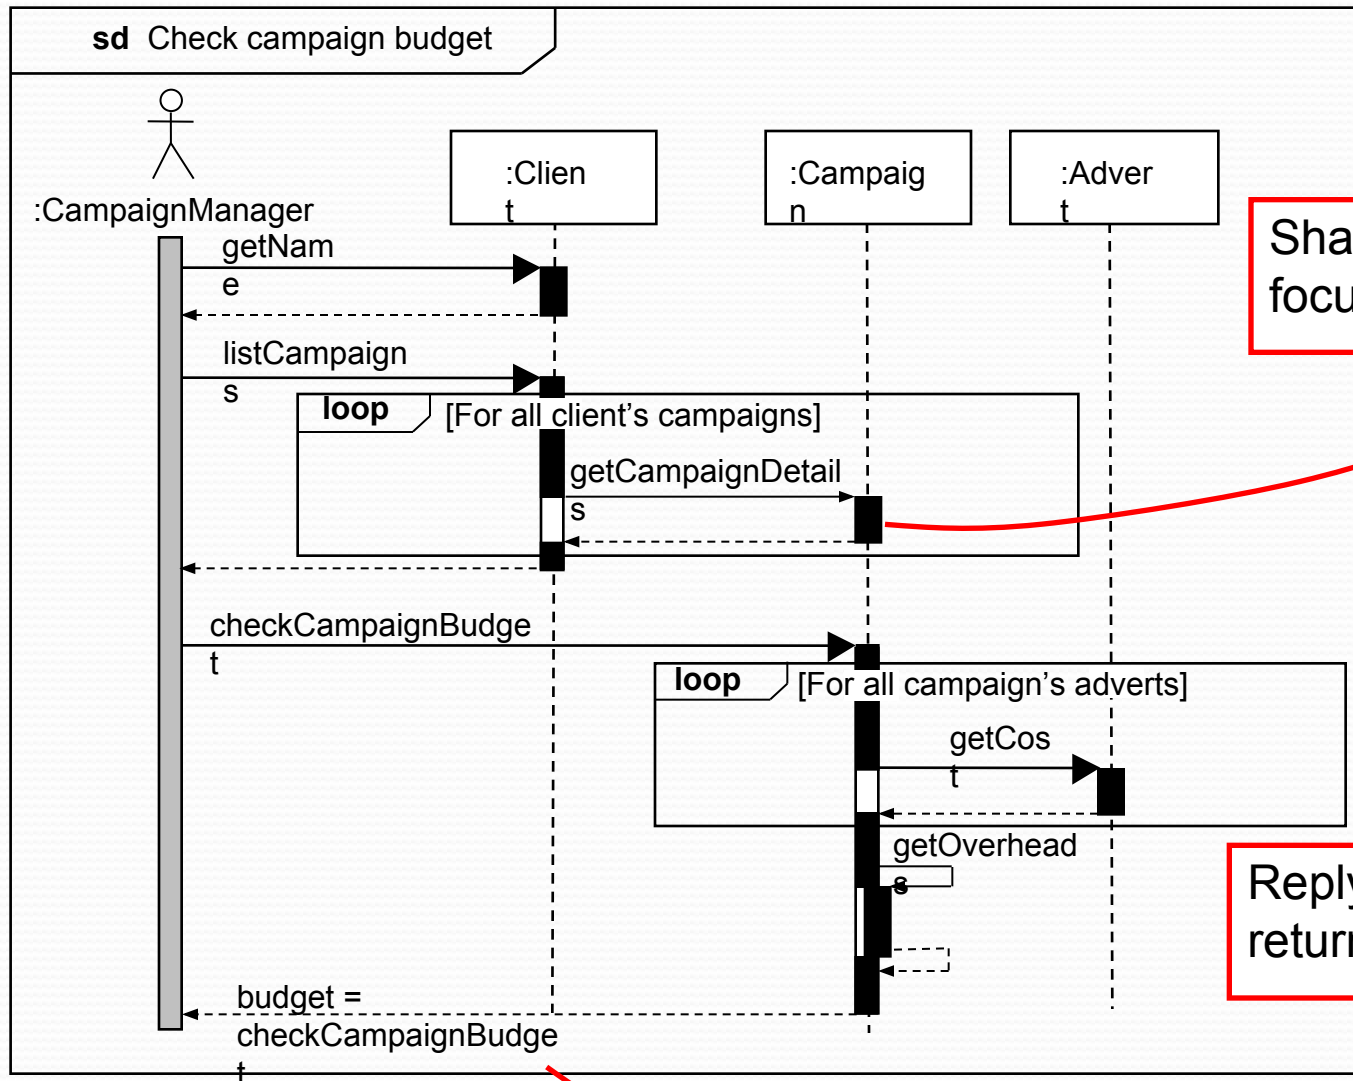 sd Check campaign budget
:CampaignManager
:Clien
t
:Campaig
n
:Adver
t
getNam
e
listCampaign
s
loop [For all client's campaigns]
getCampaignDetail
s
Sha
focu
checkCampaignBudge
t
loop [For all campaign's adverts]
getCos
t
getOverhead
s
Reply
return
budget =
checkCampaignBudge
t